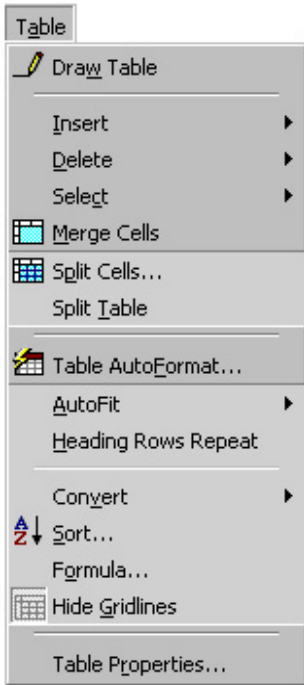 Table
Draw Table
Insert
Delete
Select
Merge Cells
Split Cells...
Split Table
Table AutoFormat...
AutoFit
Heading Rows Repeat
Convert
A
Z
Sort...
Formula...
Hide Gridlines
Table Properties...